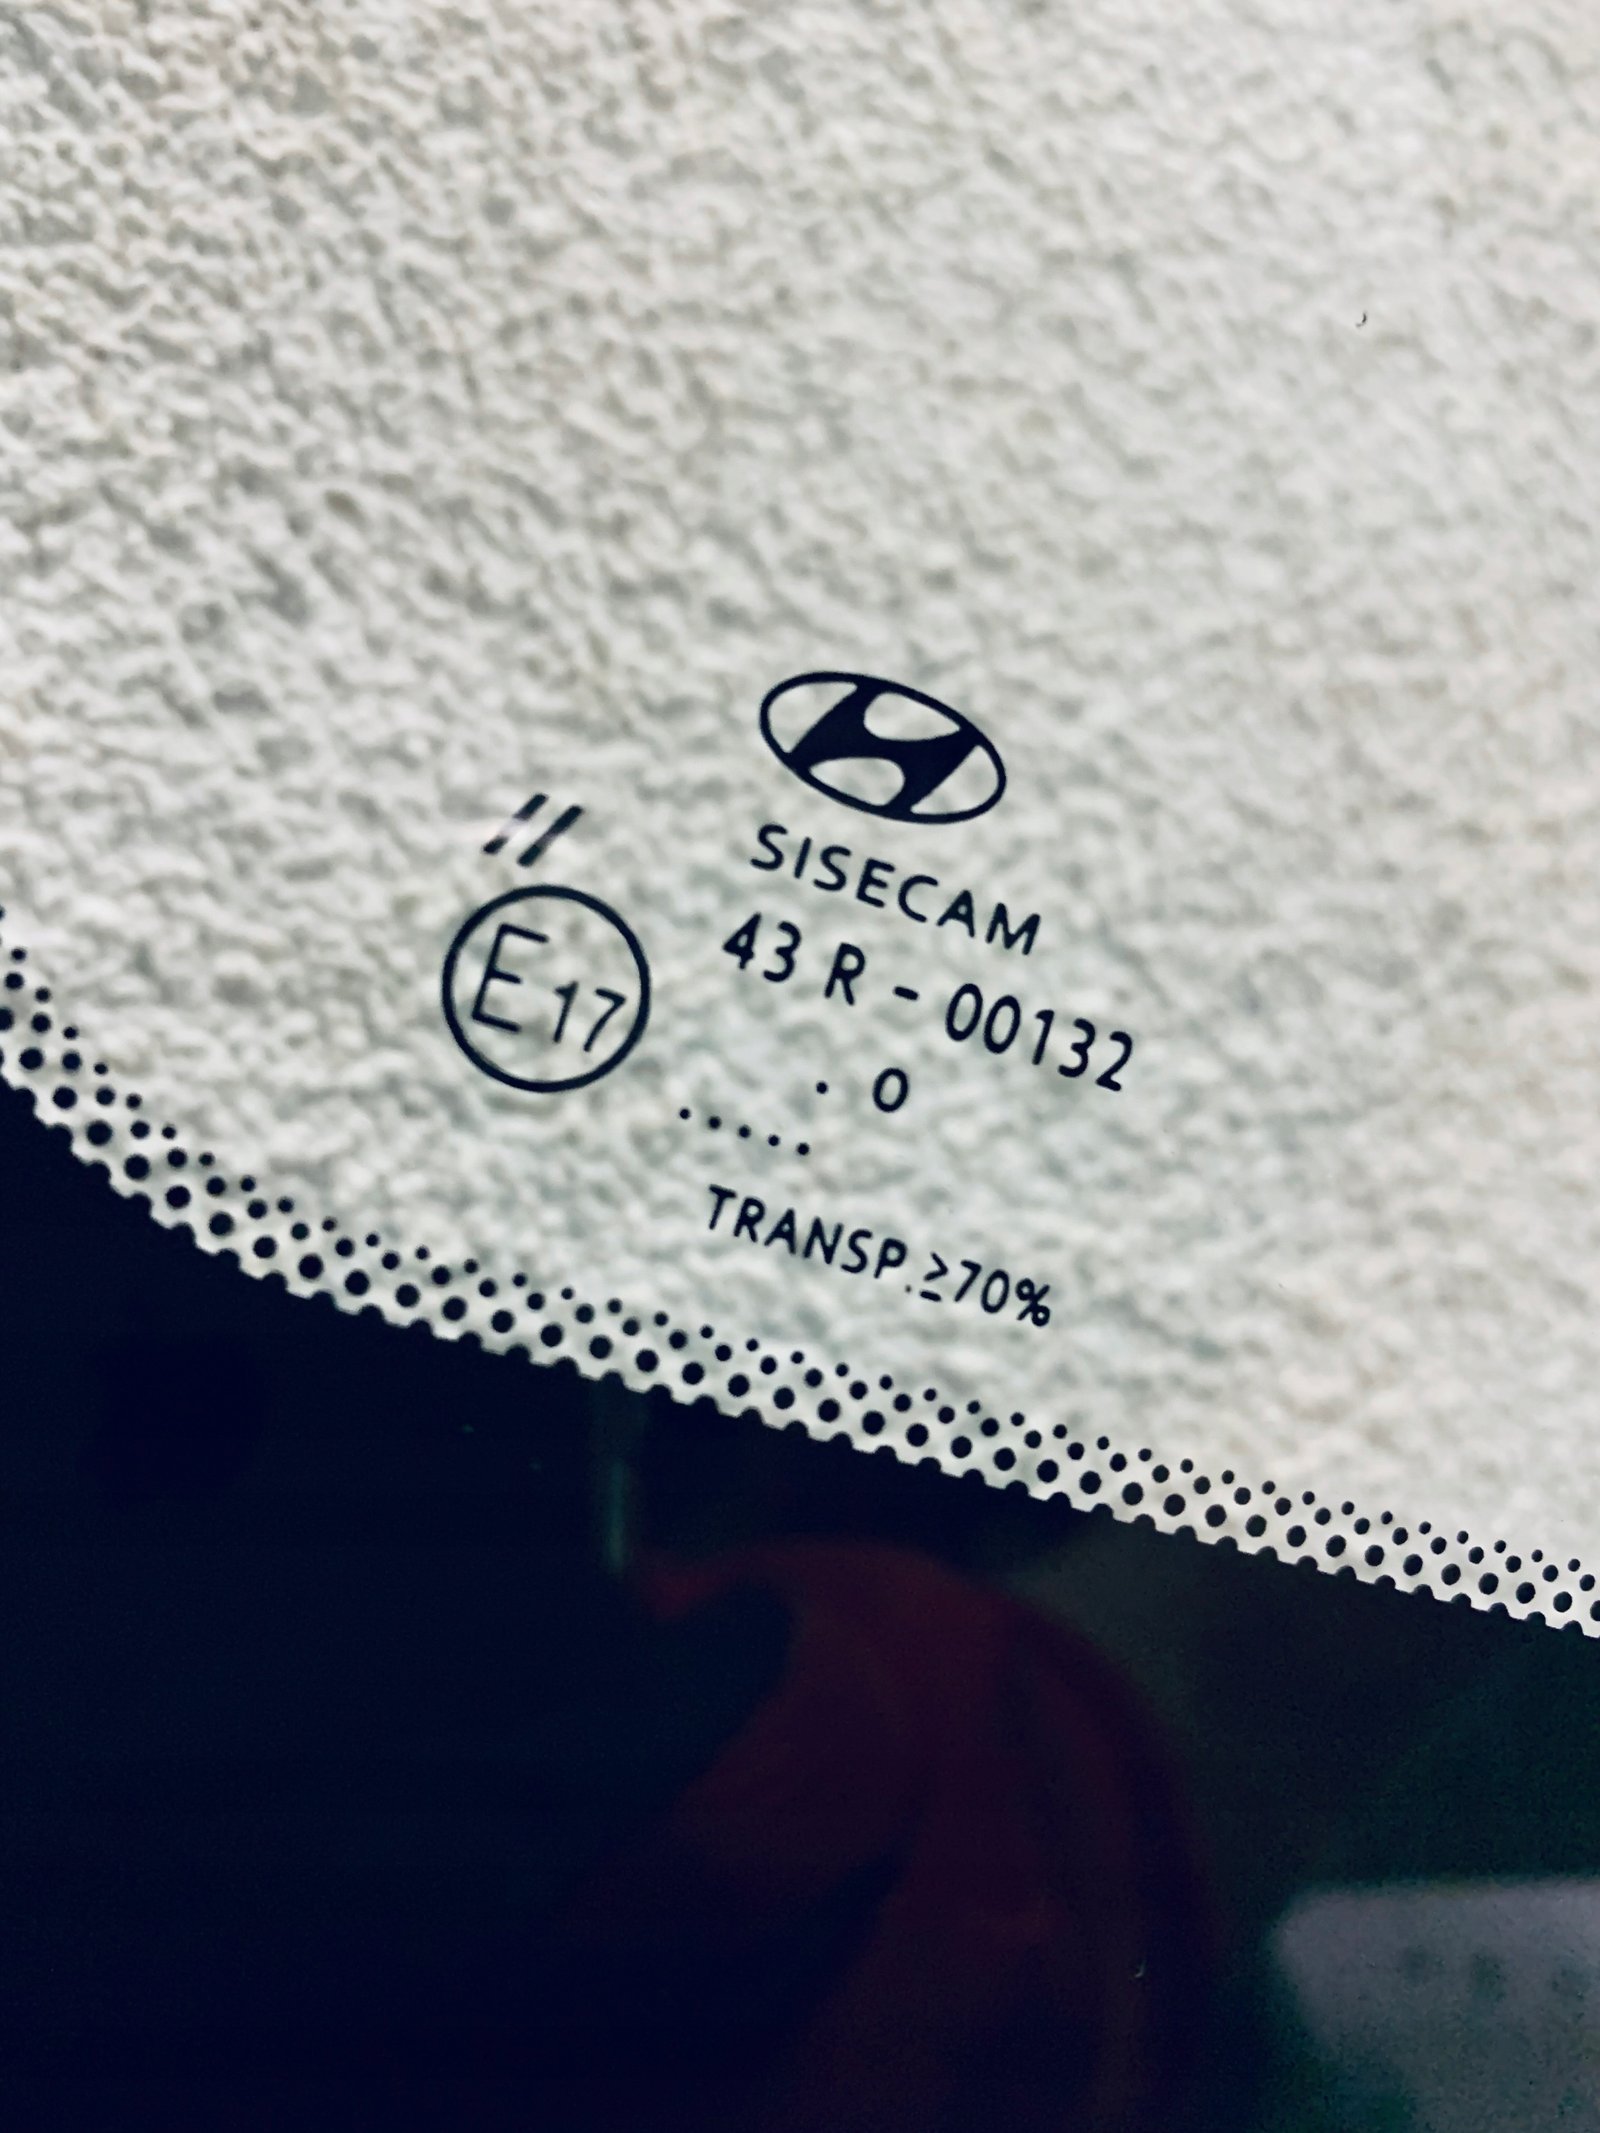 //
E17
SISECAM
43 R - 00132
. 0
.....
TRANSP.≥70%